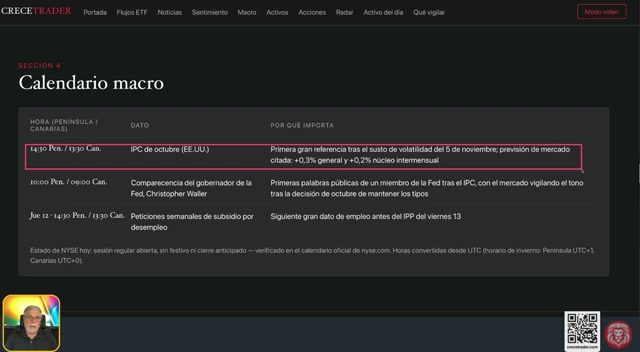 CRECETRADER
Portada Flujos ETF Noticias Sentimiento Macro Activos Acciones Radar Activo del día Qué vigilar
Modo vídeo
SECCIÓN 4
Calendario macro
HORA (PENÍNSULA / CANARIAS) DATO POR QUÉ IMPORTA
14:30 Pen. / 13:30 Can. IPC de octubre (EE.UU.) Primera gran referencia tras el susto de volatilidad del 5 de noviembre; previsión de mercado
citada: +0,3% general y +0,2% núcleo intermensual
10:00 Pen. / 09:00 Can. Comparecencia del gobernador de la Fed, Christopher Waller
Primeras palabras públicas de un miembro de la Fed tras el IPC, con el mercado vigilando el tono
tras la decisión de octubre de mantener los tipos
Jue 12 · 14:30 Pen. / 13:30 Can. Peticiones semanales de subsidio por desempleo
Siguiente gran dato de empleo antes del IPP del viernes 13
Estado de NYSE hoy: sesión regular abierta, sin festivo ni cierre anticipado — verificado en el calendario oficial de nyse.com. Horas convertidas desde UTC (horario de invierno: Península UTC+1,
Canarias UTC+0).
crecetrader.com